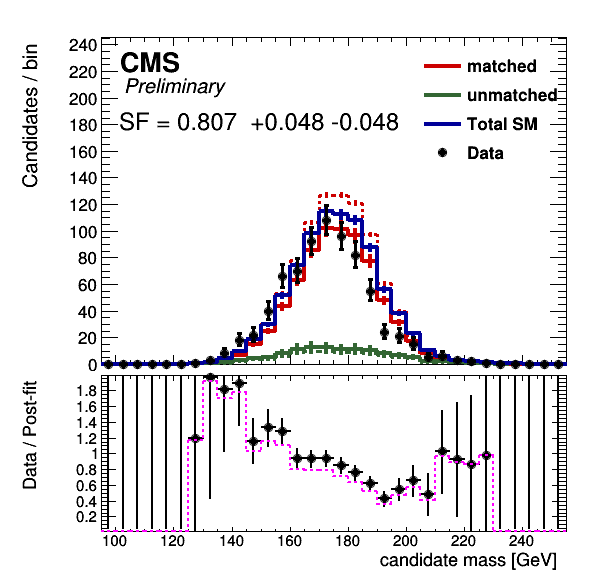 CMS
Preliminary
SF = 0.807 +0.048 -0.048
matched
unmatched
Total SM
Data
Candidates / bin
240
220
200
180
160
140
120
100
80
60
40
20
0
Data / Post-fit
1.8
1.6
1.4
1.2
1
0.8
0.6
0.4
0.2
100 120 140 160 180 200 220 240
candidate mass [GeV]